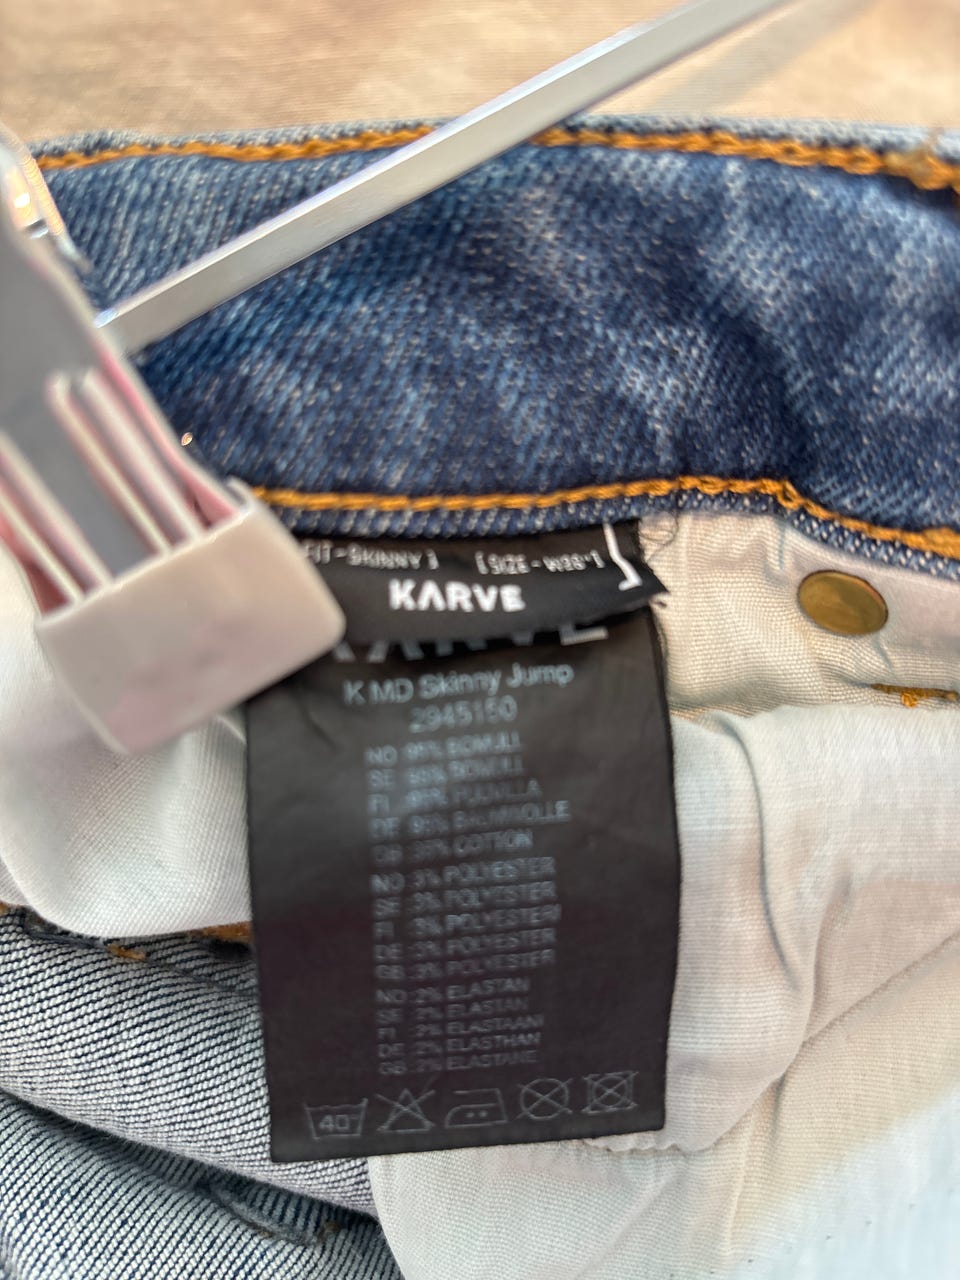 FIT-SKINNY] [SIZE-W28"]
KARVE
KARVE
K MD Skinny Jump
2945150
NO: 95% BOMULL
SE: 95% BOMULL
FI: 95% PUUVILLA
DE: 95% BAUMWOLLE
GB: 95% COTTON
NO: 3% POLYESTER
SE: 3% POLYESTER
FI: 3% POLYESTERI
DE: 3% POLYESTER
GB: 3% POLYESTER
NO: 2% ELASTAN
SE: 2% ELASTAN
FI: 2% ELASTAANI
DE: 2% ELASTHAN
GB: 2% ELASTANE
40